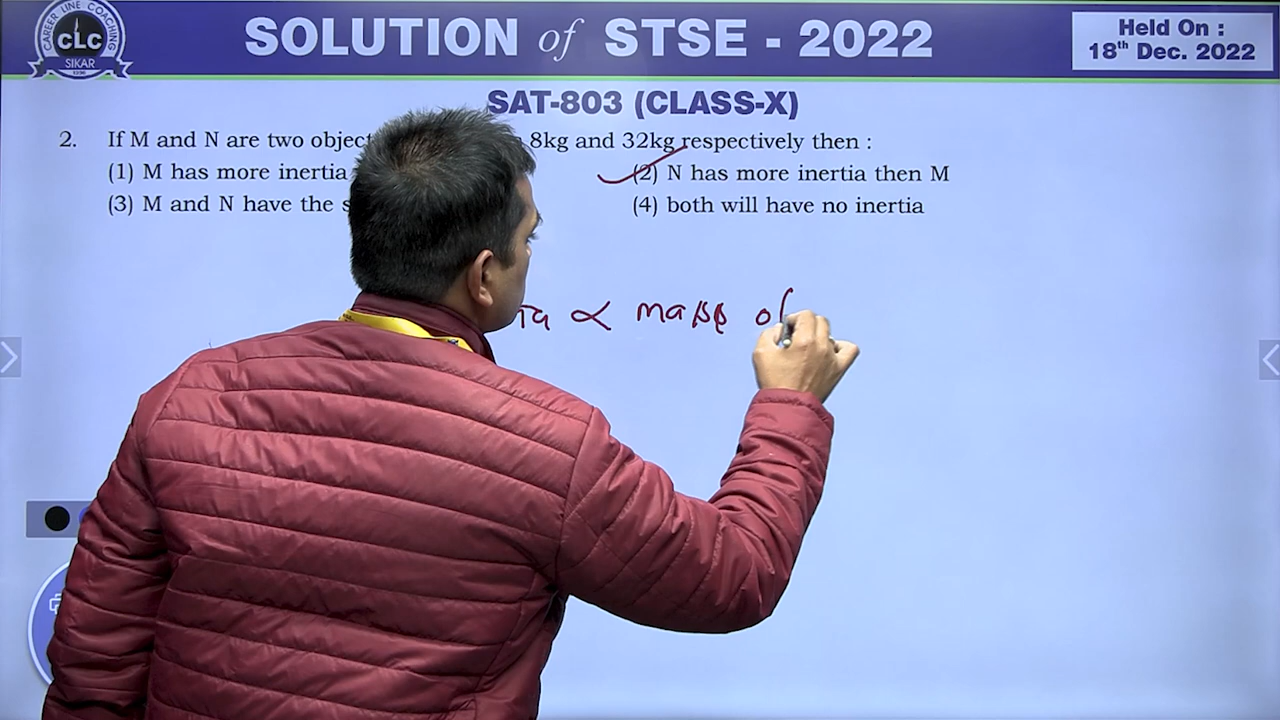 CAREER LINE COACHING
CLC
SIKAR
1996
SOLUTION of STSE - 2022
Held On :
18th Dec. 2022
SAT-803 (CLASS-X)
2. If M and N are two objec 8kg and 32kg respectively then :
(1) M has more inertia (2) N has more inertia then M
(3) M and N have the s (4) both will have no inertia
∝ mass of